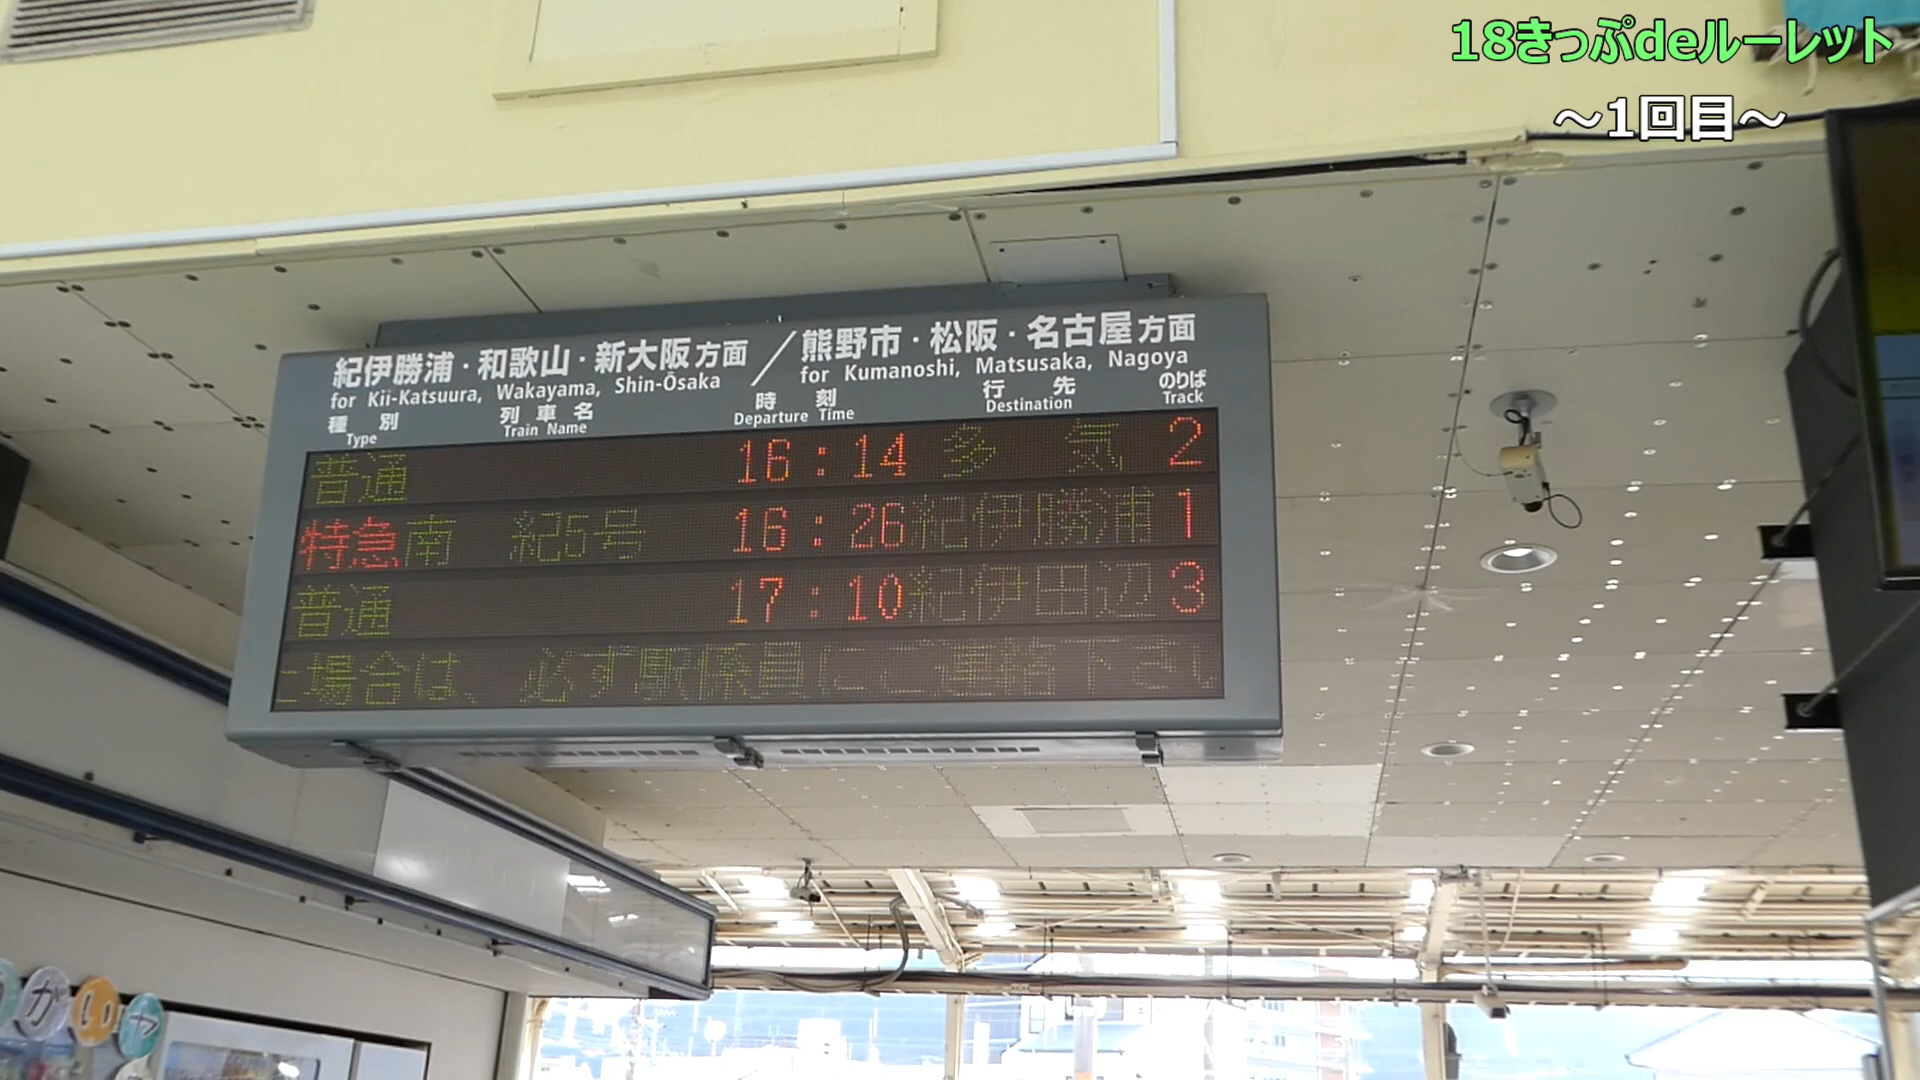 18きっぷdeルーレット
～1回目～
紀伊勝浦・和歌山・新大阪方面／熊野市・松阪・名古屋方面
for Kii-Katsuura, Wakayama, Shin-Ōsaka for Kumanoshi, Matsusaka, Nagoya
種別 列車名 時刻 行先 のりば
Type Train Name Departure Time Destination Track
普通 16:14 多気 2
特急 南紀5号 16:26 紀伊勝浦 1
普通 17:10 紀伊田辺 3
場合は、必ず駅係員にご連絡下さい
がいや